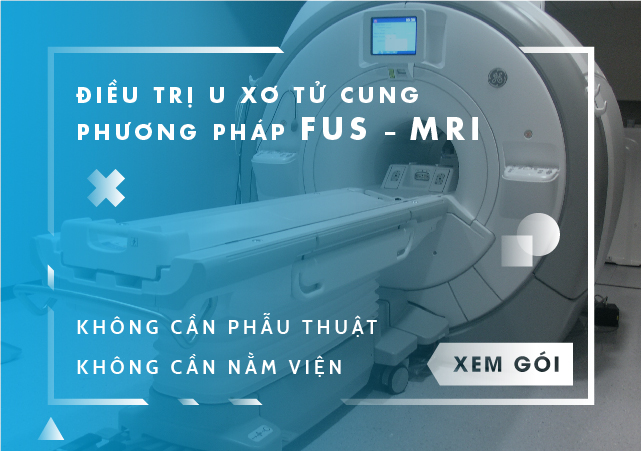 ĐIỀU TRỊ U XƠ TỬ CUNG
PHƯƠNG PHÁP FUS – MRI
KHÔNG CẦN PHẪU THUẬT
KHÔNG CẦN NẰM VIỆN
XEM GÓI